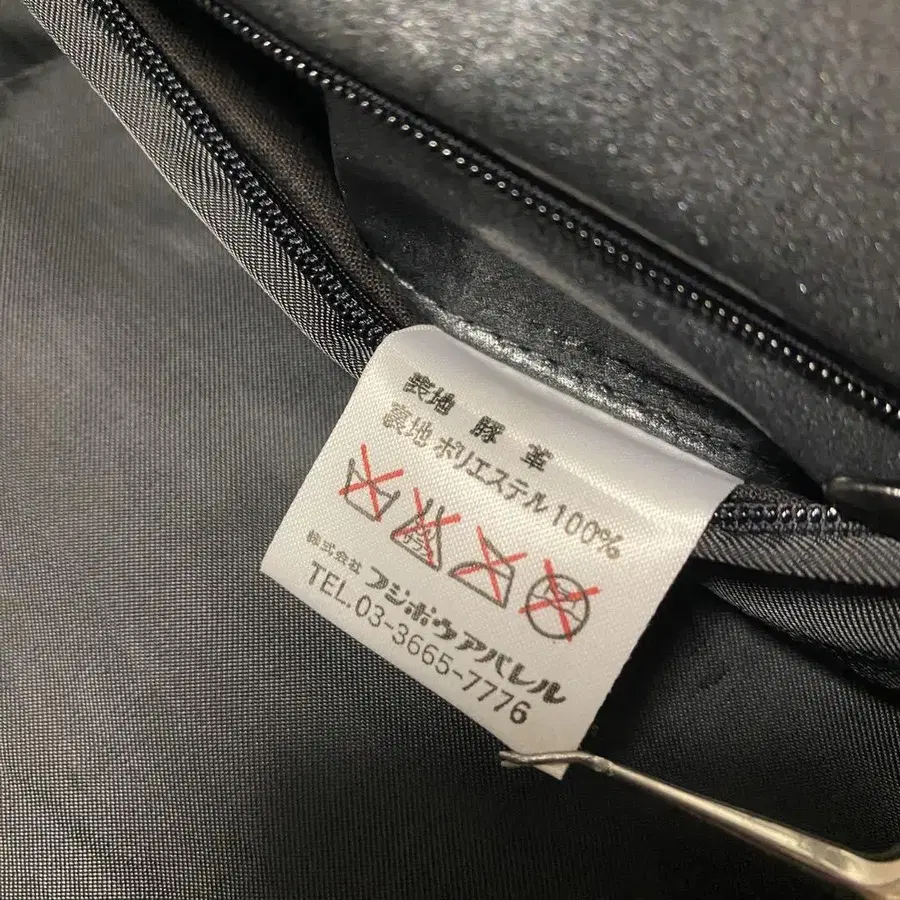 表地 豚革
裏地 ポリエステル100%
株式会社 フジボウアパレル
TEL.03-3665-7776